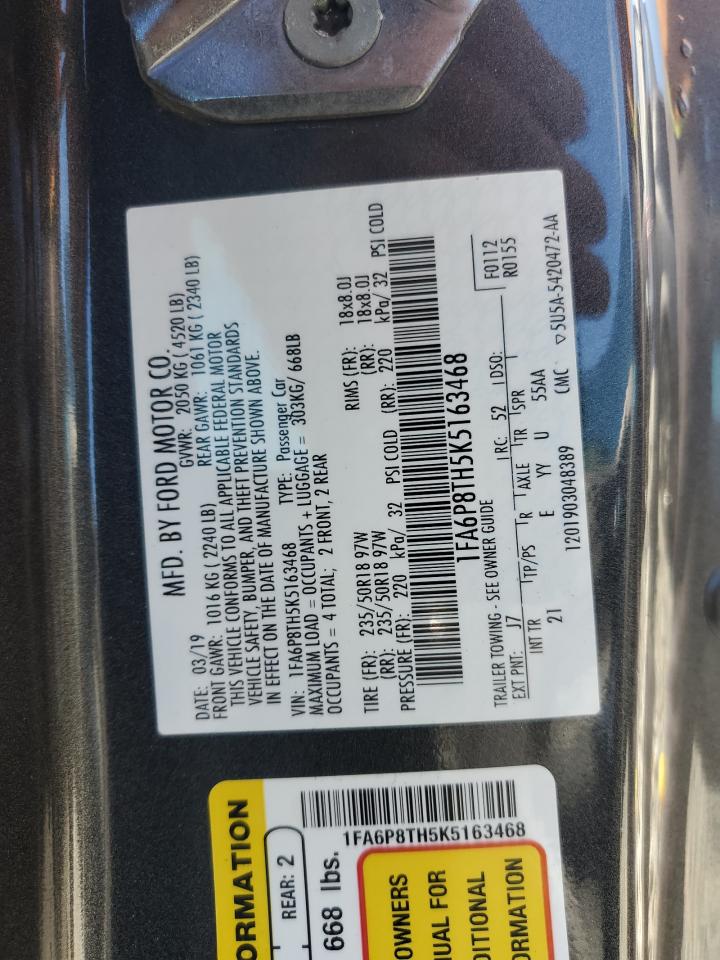 MFD. BY FORD MOTOR CO.
DATE: 03/19 GVWR: 2050 KG ( 4520 LB)
FRONT GAWR: 1016 KG ( 2240 LB) REAR GAWR: 1061 KG ( 2340 LB)
THIS VEHICLE CONFORMS TO ALL APPLICABLE FEDERAL MOTOR
VEHICLE SAFETY, BUMPER, AND THEFT PREVENTION STANDARDS
IN EFFECT ON THE DATE OF MANUFACTURE SHOWN ABOVE.
VIN: 1FA6P8TH5K5163468 TYPE: Passenger Car
MAXIMUM LOAD = OCCUPANTS + LUGGAGE = 303KG/ 668LB
OCCUPANTS = 4 TOTAL; 2 FRONT, 2 REAR
TIRE (FR): 235/50R18 97W RIMS (FR): 18x8.0J
(RR): 235/50R18 97W (RR): 18x8.0J
PRESSURE (FR): 220 kPa/ 32 PSI COLD (RR): 220 kPa/ 32 PSI COLD
1FA6P8TH5K5163468
TRAILER TOWING - SEE OWNER GUIDE
EXT PNT: J7 RC: 52 DSO: F0112
R0155
INT TR TP/PS R AXLE TR SPR
21 E YY U 55AA
1201903048389 CMC ▽5U5A-5420472-AA
ORMATION
REAR: 2
668 lbs.
1FA6P8TH5K5163468
OWNERS
UAL FOR
DITIONAL
ORMATION